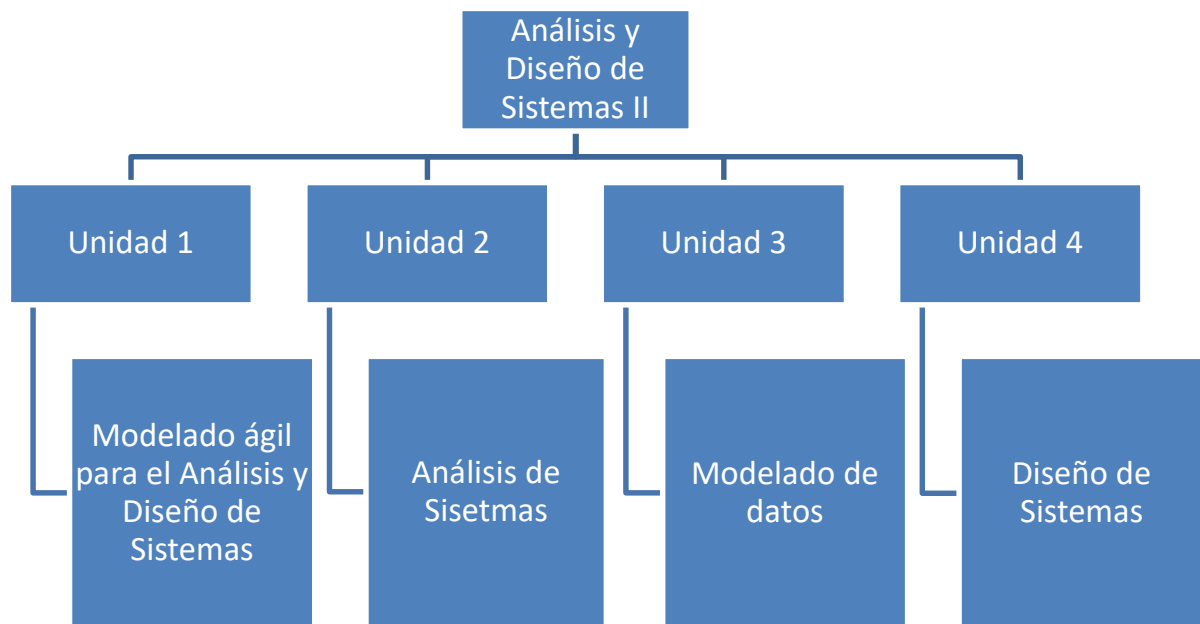 Análisis y
Diseño de
Sistemas II
Unidad 1
Unidad 2
Unidad 3
Unidad 4
Modelado ágil
para el Análisis y
Diseño de
Sistemas
Análisis de
Sisetmas
Modelado de
datos
Diseño de
Sistemas